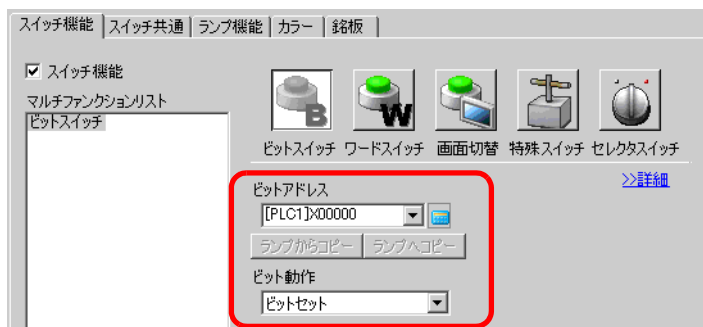 スイッチ機能 スイッチ共通 ランプ機能 カラー 銘板
スイッチ機能
マルチファンクションリスト
ビットスイッチ
ビットスイッチ ワードスイッチ 画面切替 特殊スイッチ セレクタスイッチ
>>詳細
ビットアドレス
[PLC1]X00000
ランプからコピー ランプへコピー
ビット動作
ビットセット